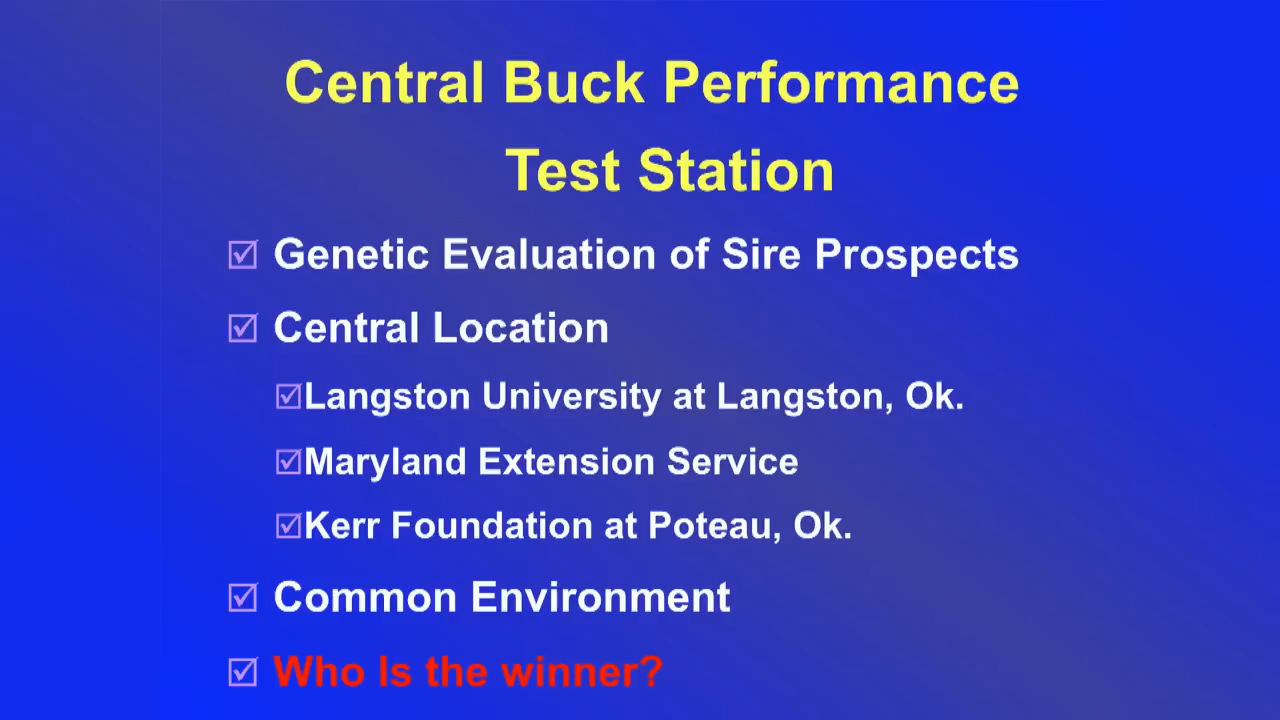 Central Buck Performance
Test Station
Genetic Evaluation of Sire Prospects
Central Location
Langston University at Langston, Ok.
Maryland Extension Service
Kerr Foundation at Poteau, Ok.
Common Environment
Who Is the winner?